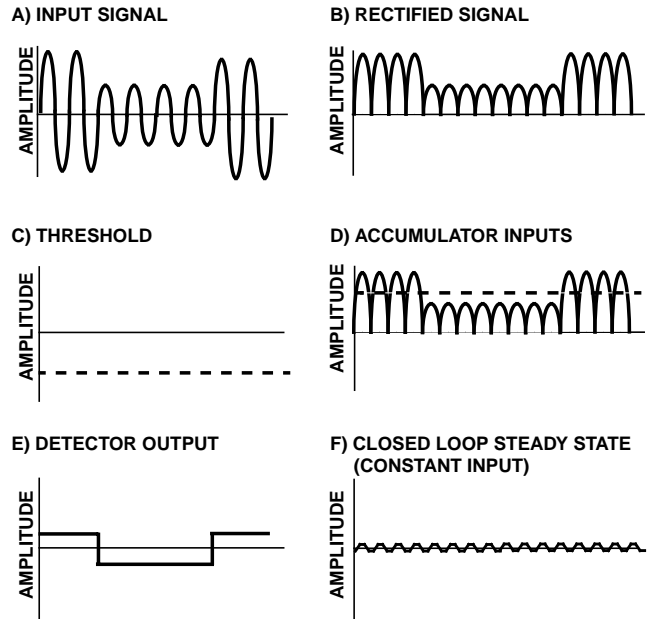 A) INPUT SIGNAL
AMPLITUDE
B) RECTIFIED SIGNAL
AMPLITUDE
C) THRESHOLD
AMPLITUDE
D) ACCUMULATOR INPUTS
AMPLITUDE
E) DETECTOR OUTPUT
AMPLITUDE
F) CLOSED LOOP STEADY STATE
(CONSTANT INPUT)
AMPLITUDE